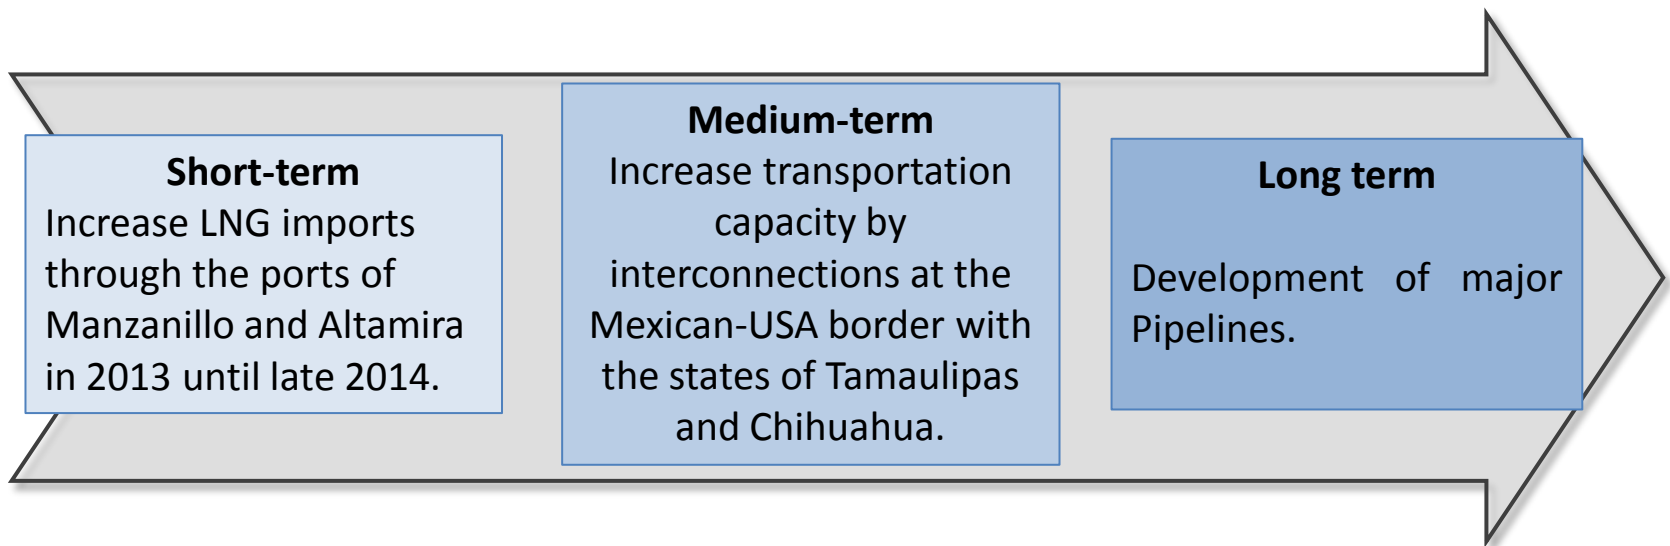 Short-term
Increase LNG imports
through the ports of
Manzanillo and Altamira
in 2013 until late 2014.
Medium-term
Increase transportation
capacity by
interconnections at the
Mexican-USA border with
the states of Tamaulipas
and Chihuahua.
Long term
Development of major
Pipelines.